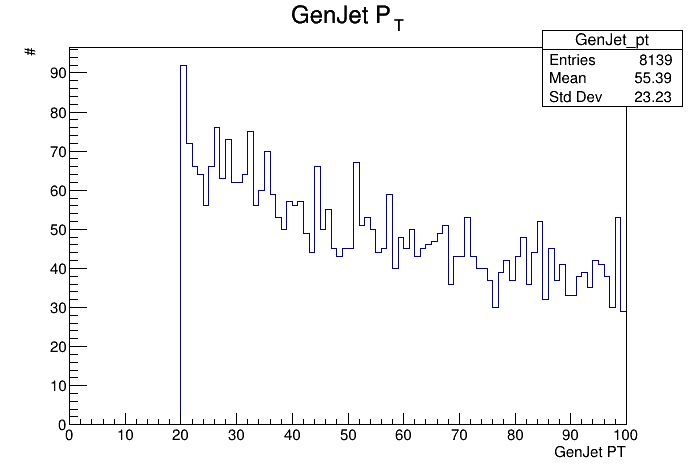 GenJet P_T
#
GenJet_pt
Entries 8139
Mean 55.39
Std Dev 23.23
90
80
70
60
50
40
30
20
10
0
0 10 20 30 40 50 60 70 80 90 100
GenJet PT